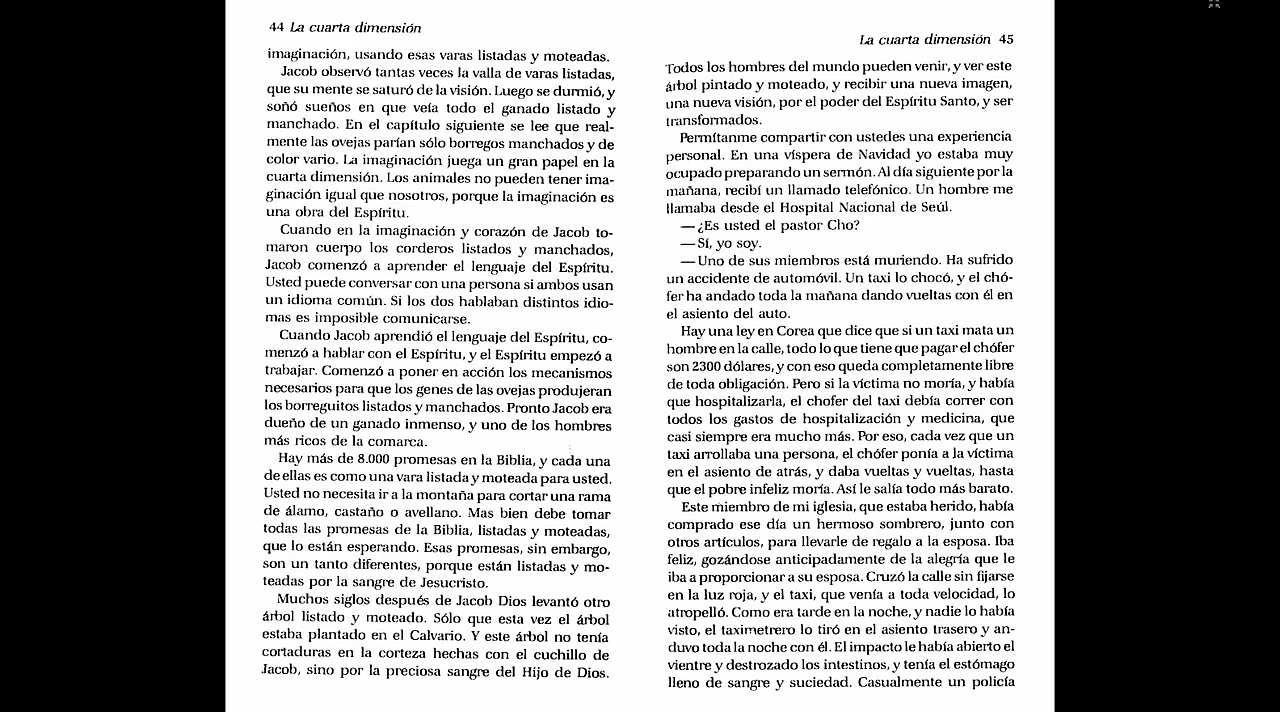 44 La cuarta dimensión
imaginación, usando esas varas listadas y moteadas.
Jacob observó tantas veces la valla de varas listadas,
que su mente se saturó de la visión. Luego se durmió, y
soñó sueños en que veía todo el ganado listado y
manchado. En el capítulo siguiente se lee que real-
mente las ovejas parían sólo borregos manchados y de
color vario. La imaginación juega un gran papel en la
cuarta dimensión. Los animales no pueden tener ima-
ginación igual que nosotros, porque la imaginación es
una obra del Espíritu.
Cuando en la imaginación y corazón de Jacob to-
maron cuerpo los corderos listados y manchados,
Jacob comenzó a aprender el lenguaje del Espíritu.
Usted puede conversar con una persona si ambos usan
un idioma común. Si los dos hablaban distintos idio-
mas es imposible comunicarse.
Cuando Jacob aprendió el lenguaje del Espíritu, co-
menzó a hablar con el Espíritu, y el Espíritu empezó a
trabajar. Comenzó a poner en acción los mecanismos
necesarios para que los genes de las ovejas produjeran
los borreguitos listados y manchados. Pronto Jacob era
dueño de un ganado inmenso, y uno de los hombres
más ricos de la comarca.
Hay más de 8.000 promesas en la Biblia, y cada una
de ellas es como una vara listada y moteada para usted.
Usted no necesita ir a la montaña para cortar una rama
de álamo, castaño o avellano. Mas bien debe tomar
todas las promesas de la Biblia, listadas y moteadas,
que lo están esperando. Esas promesas, sin embargo,
son un tanto diferentes, porque están listadas y mo-
teadas por la sangre de Jesucristo.
Muchos siglos después de Jacob Dios levantó otro
árbol listado y moteado. Sólo que esta vez el árbol
estaba plantado en el Calvario. Y este árbol no tenía
cortaduras en la corteza hechas con el cuchillo de
Jacob, sino por la preciosa sangre del Hijo de Dios.
La cuarta dimensión 45
Todos los hombres del mundo pueden venir, y ver este
árbol pintado y moteado, y recibir una nueva imagen,
una nueva visión, por el poder del Espíritu Santo, y ser
transformados.
Permítanme compartir con ustedes una experiencia
personal. En una víspera de Navidad yo estaba muy
ocupado preparando un sermón. Al día siguiente por la
mañana, recibí un llamado telefónico. Un hombre me
llamaba desde el Hospital Nacional de Seúl.
—¿Es usted el pastor Cho?
—Sí, yo soy.
—Uno de sus miembros está muriendo. Ha sufrido
un accidente de automóvil. Un taxi lo chocó, y el chó-
fer ha andado toda la mañana dando vueltas con él en
el asiento del auto.
Hay una ley en Corea que dice que si un taxi mata un
hombre en la calle, todo lo que tiene que pagar el chófer
son 2300 dólares, y con eso queda completamente libre
de toda obligación. Pero si la víctima no moría, y había
que hospitalizarla, el chofer del taxi debía correr con
todos los gastos de hospitalización y medicina, que
casi siempre era mucho más. Por eso, cada vez que un
taxi arrollaba una persona, el chófer ponía a la víctima
en el asiento de atrás, y daba vueltas y vueltas, hasta
que el pobre infeliz moría. Así le salía todo más barato.
Este miembro de mi iglesia, que estaba herido, había
comprado ese día un hermoso sombrero, junto con
otros artículos, para llevarle de regalo a la esposa. Iba
feliz, gozándose anticipadamente de la alegría que le
iba a proporcionar a su esposa. Cruzó la calle sin fijarse
en la luz roja, y el taxi, que venía a toda velocidad, lo
atropelló. Como era tarde en la noche, y nadie lo había
visto, el taximetrero lo tiró en el asiento trasero y an-
duvo toda la noche con él. El impacto le había abierto el
vientre y destrozado los intestinos, y tenía el estómago
lleno de sangre y suciedad. Casualmente un policía